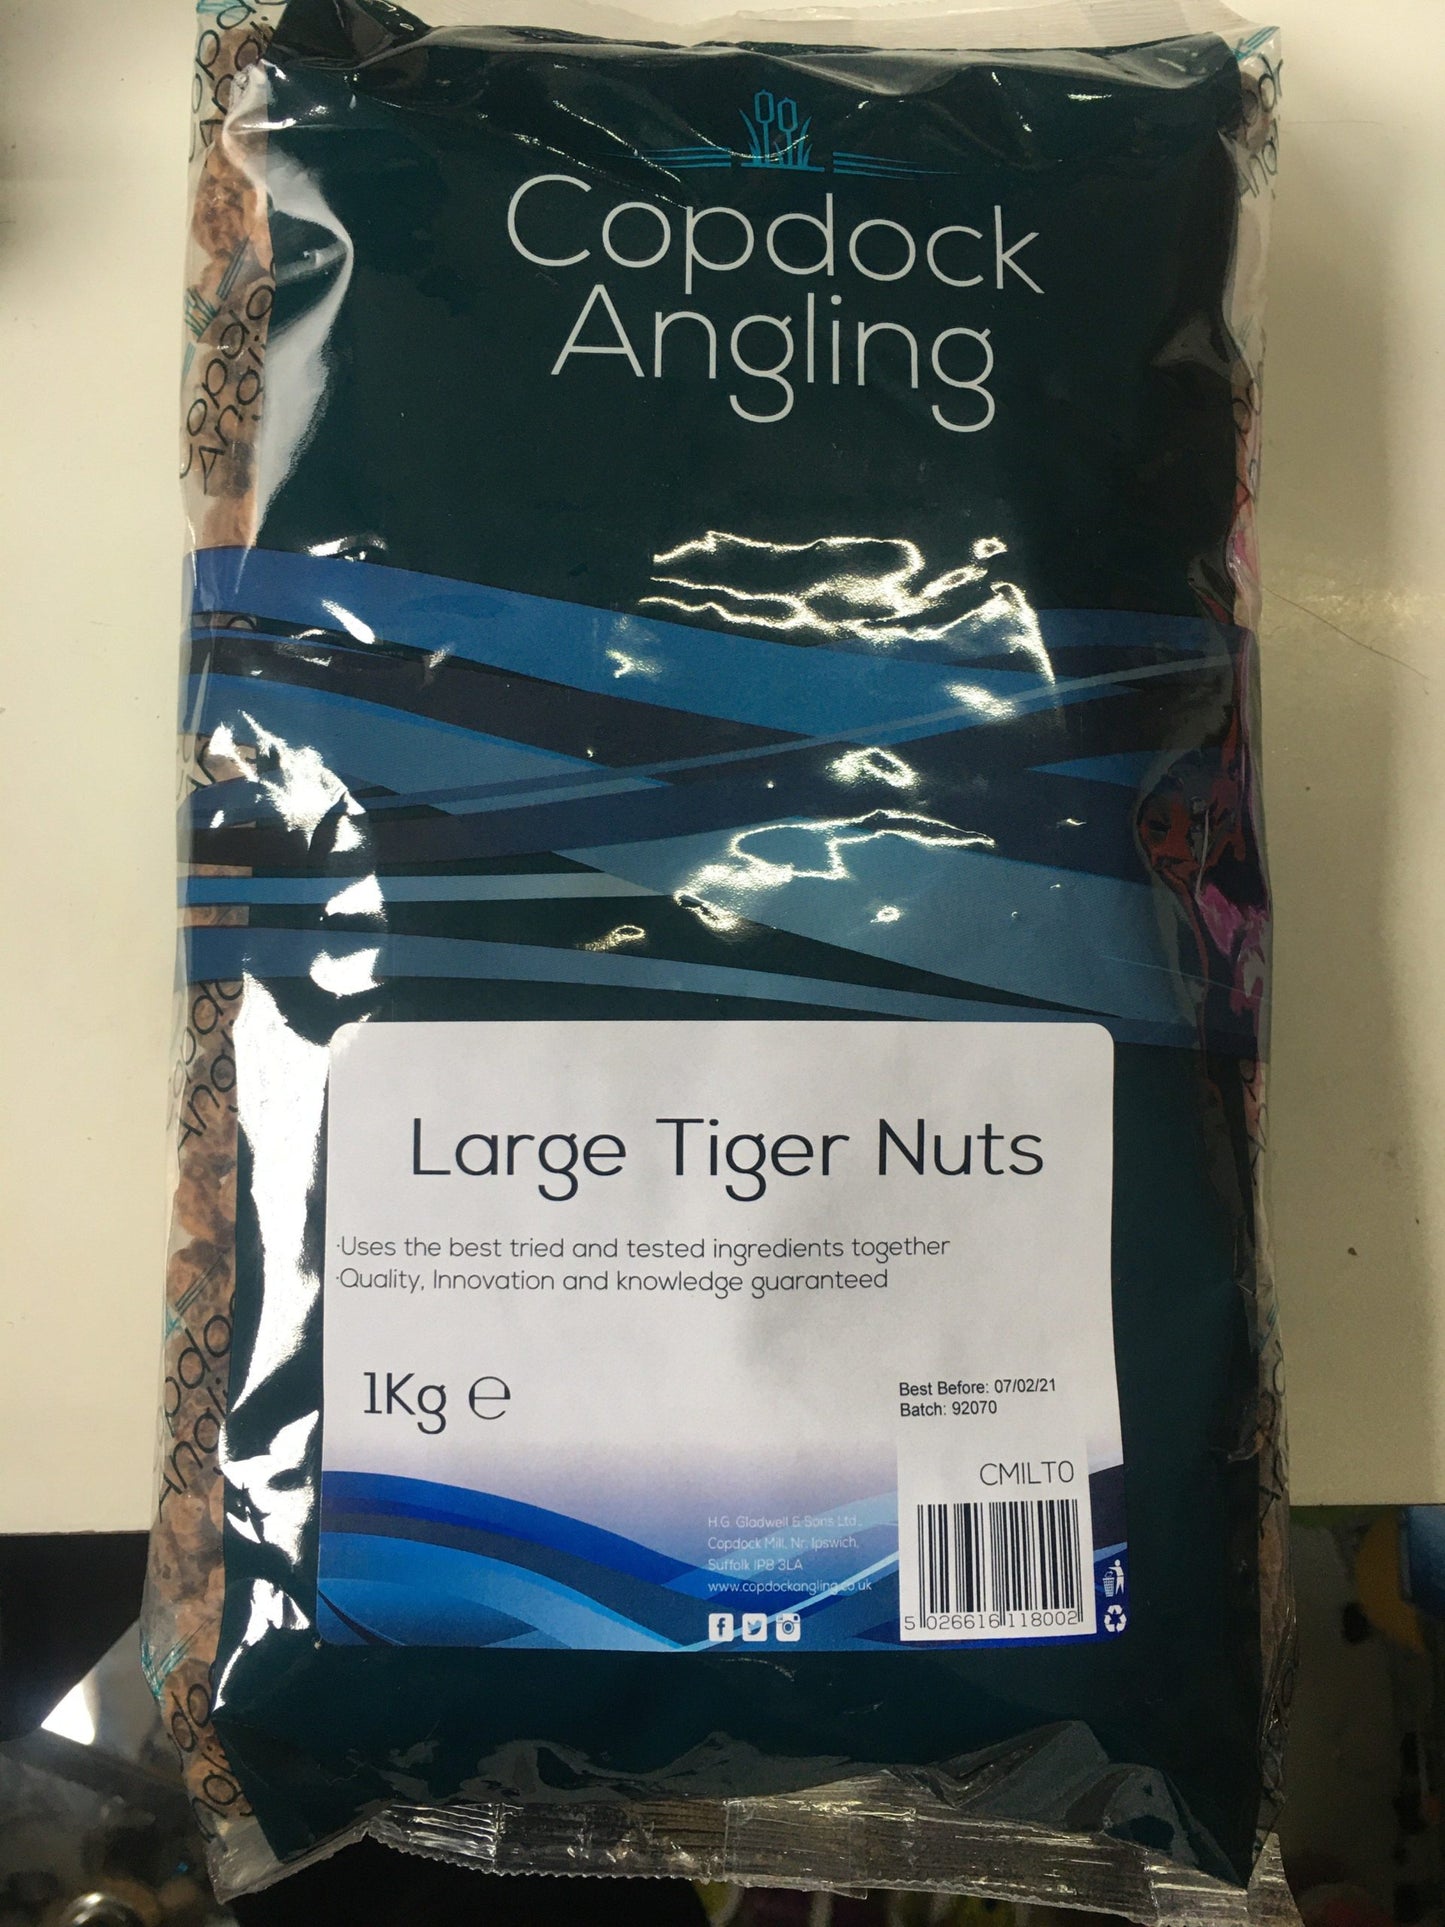 Copdock
Angling
Large Tiger Nuts
·Uses the best tried and tested ingredients together
·Quality, Innovation and knowledge guaranteed
1Kg ℮
Best Before: 07/02/21
Batch: 92070
CMILTO
H.G. Gladwell & Sons Ltd.,
Copdock Mill, Nr. Ipswich,
Suffolk IP8 3LA
www.copdockangling.co.uk
5 026616 118002